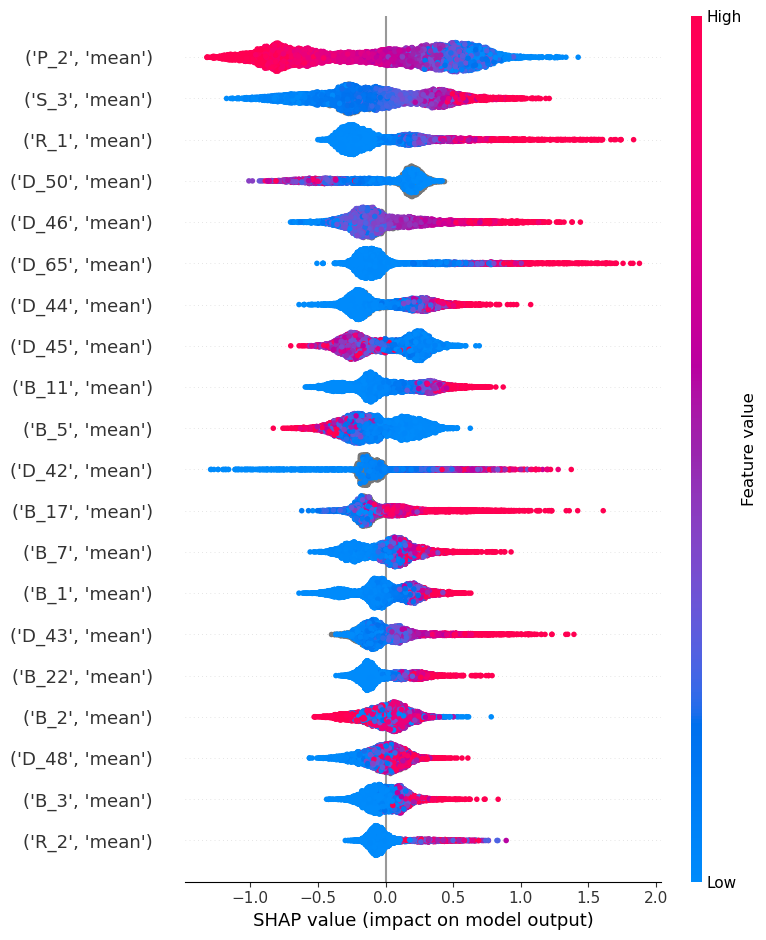 High
('P_2', 'mean')
('S_3', 'mean')
('R_1', 'mean')
('D_50', 'mean')
('D_46', 'mean')
('D_65', 'mean')
('D_44', 'mean')
('D_45', 'mean')
('B_11', 'mean')
('B_5', 'mean')
('D_42', 'mean')
('B_17', 'mean')
('B_7', 'mean')
('B_1', 'mean')
('D_43', 'mean')
('B_22', 'mean')
('B_2', 'mean')
('D_48', 'mean')
('B_3', 'mean')
('R_2', 'mean')
Feature value
Low
−1.0 −0.5 0.0 0.5 1.0 1.5 2.0
SHAP value (impact on model output)